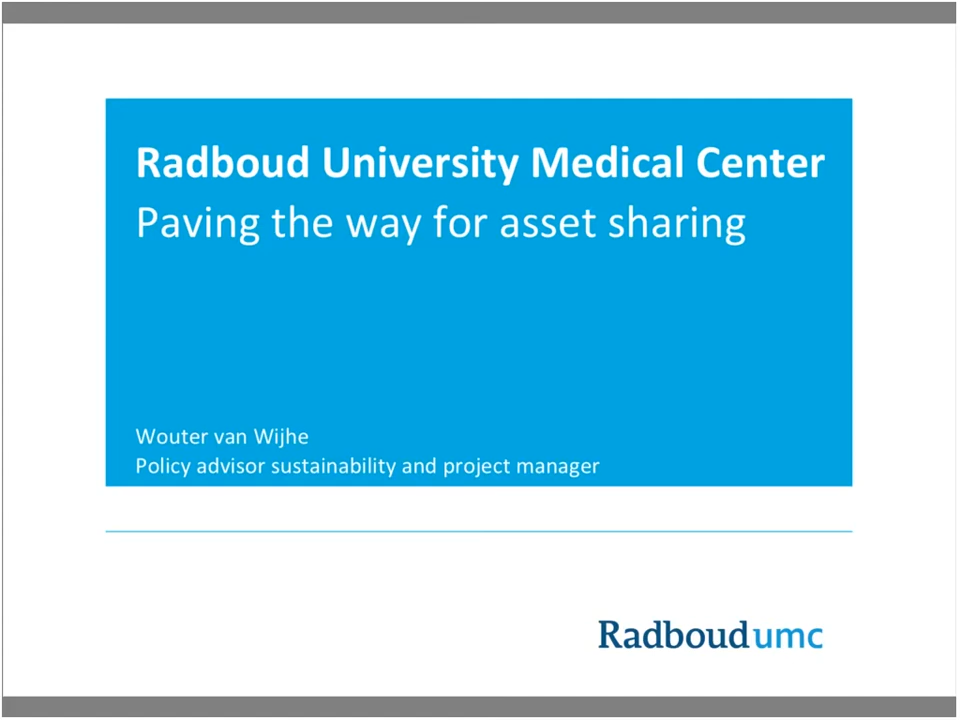 Radboud University Medical Center
Paving the way for asset sharing
Wouter van Wijhe
Policy advisor sustainability and project manager
Radboudumc